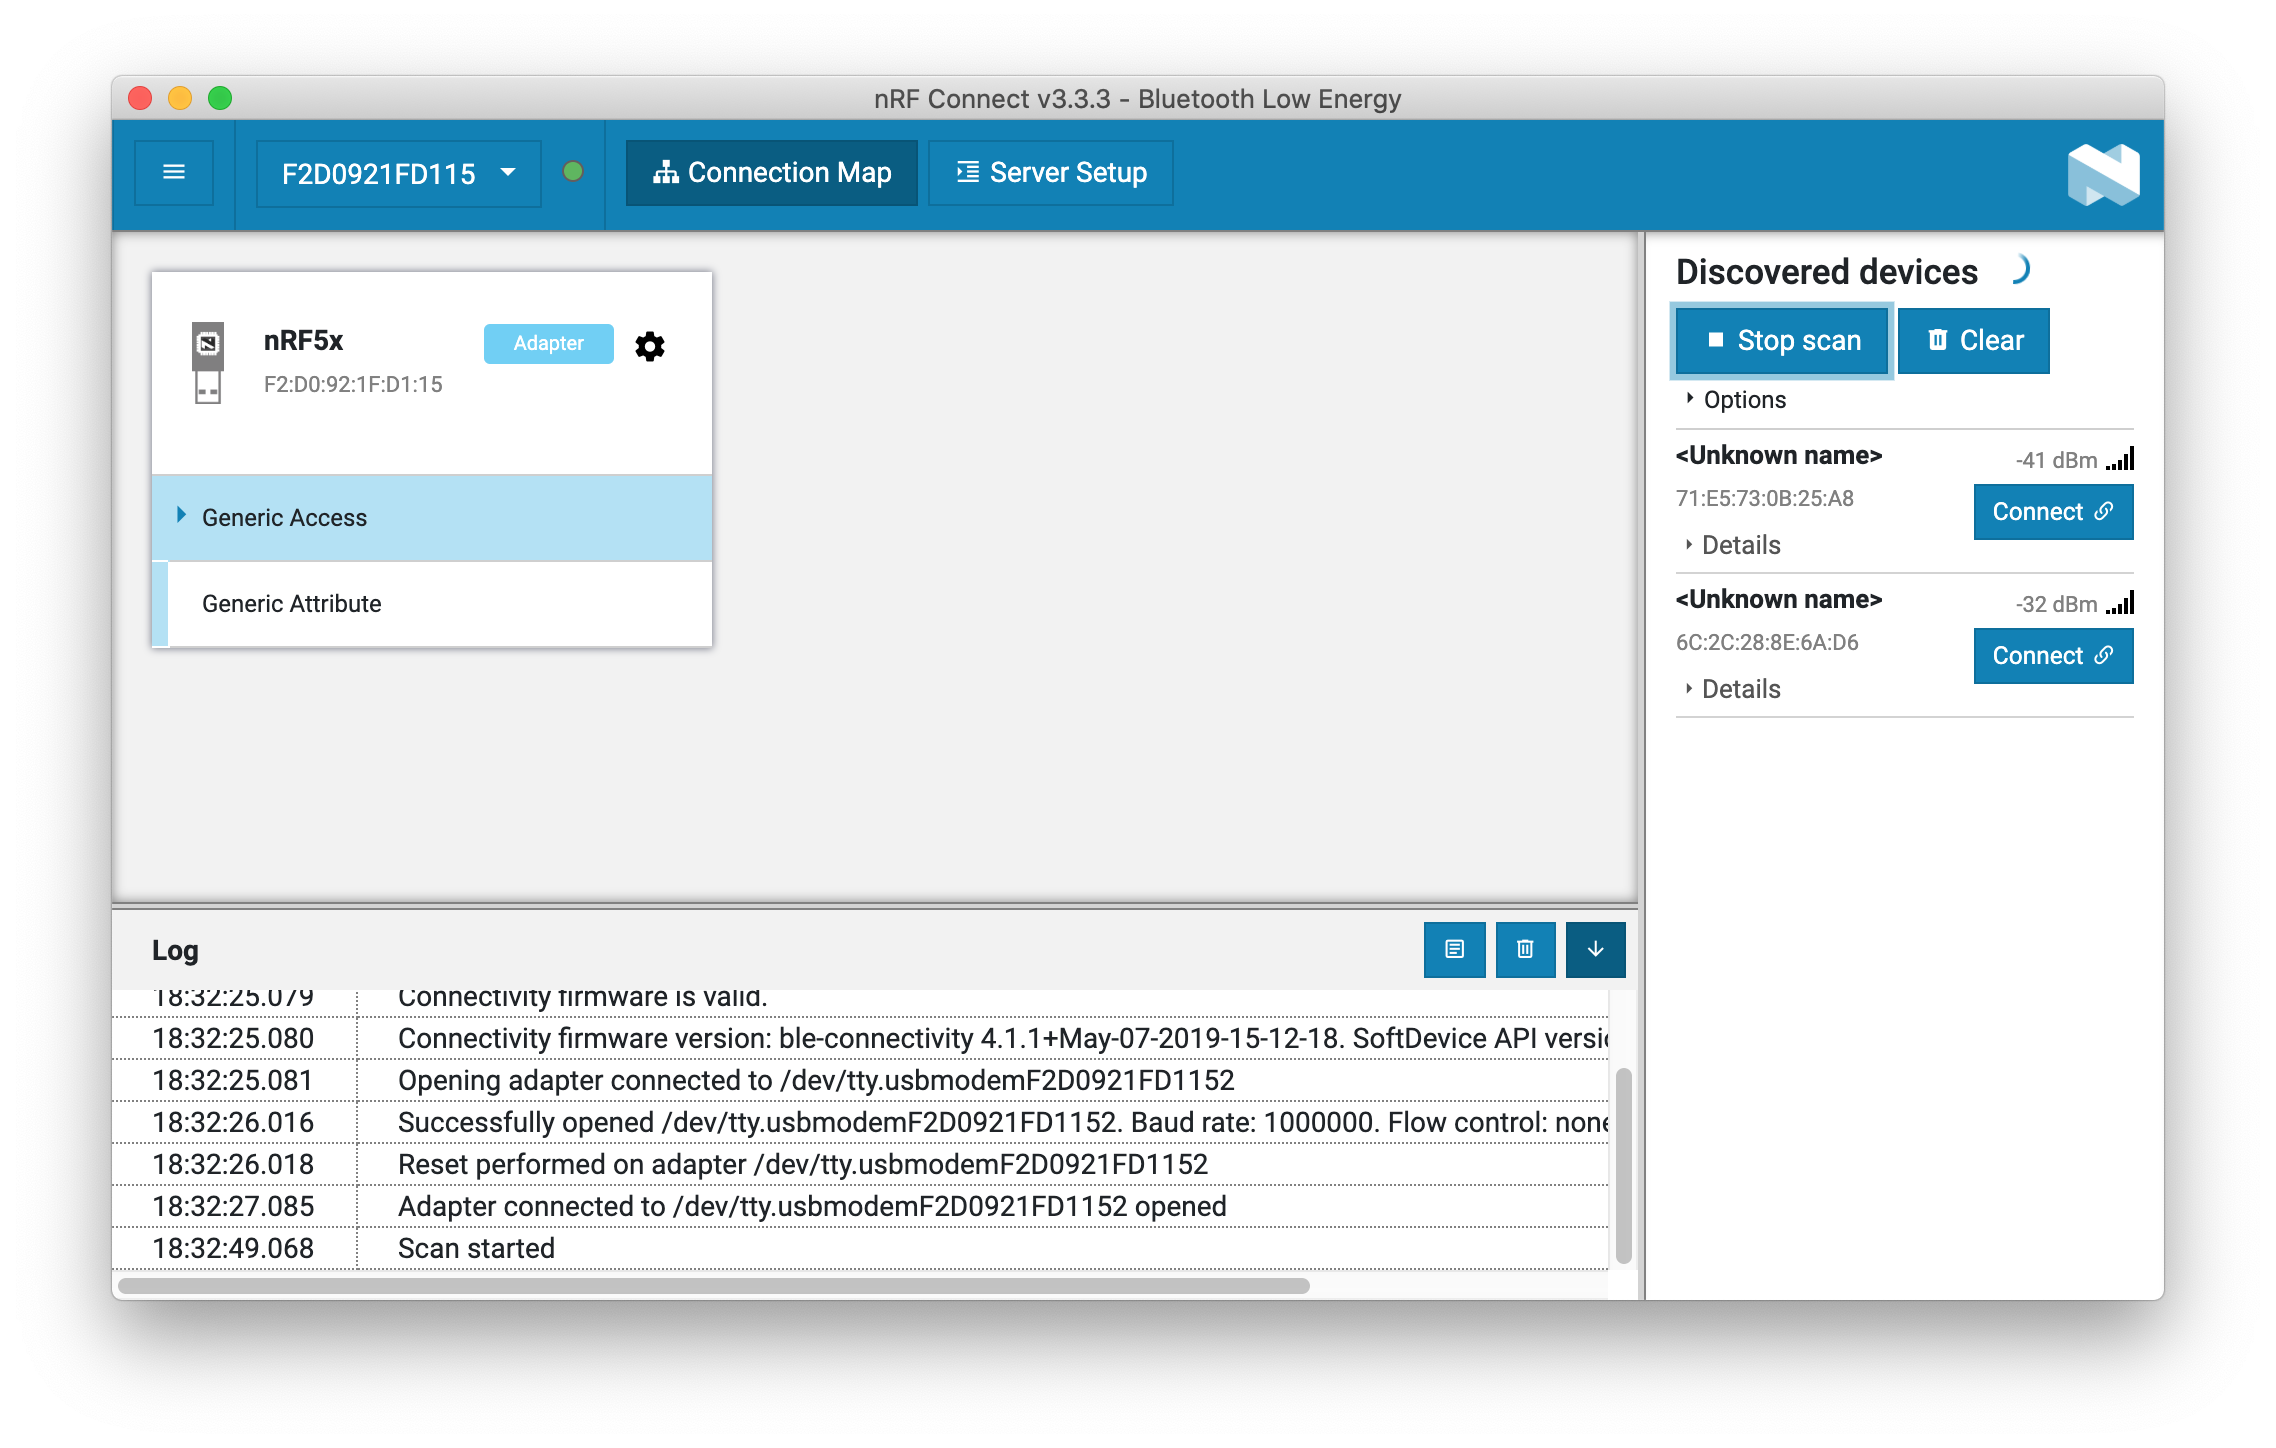 nRF Connect v3.3.3 - Bluetooth Low Energy
F2D0921FD115
Connection Map
Server Setup
nRF5x
Adapter
F2:D0:92:1F:D1:15
Generic Access
Generic Attribute
Discovered devices
Stop scan
Clear
Options
<Unknown name>
-41 dBm
71:E5:73:0B:25:A8
Connect
Details
<Unknown name>
-32 dBm
6C:2C:28:8E:6A:D6
Connect
Details
Log
18:32:25.079 Connectivity firmware is valid.
18:32:25.080 Connectivity firmware version: ble-connectivity 4.1.1+May-07-2019-15-12-18. SoftDevice API versio
18:32:25.081 Opening adapter connected to /dev/tty.usbmodemF2D0921FD1152
18:32:26.016 Successfully opened /dev/tty.usbmodemF2D0921FD1152. Baud rate: 1000000. Flow control: none
18:32:26.018 Reset performed on adapter /dev/tty.usbmodemF2D0921FD1152
18:32:27.085 Adapter connected to /dev/tty.usbmodemF2D0921FD1152 opened
18:32:49.068 Scan started